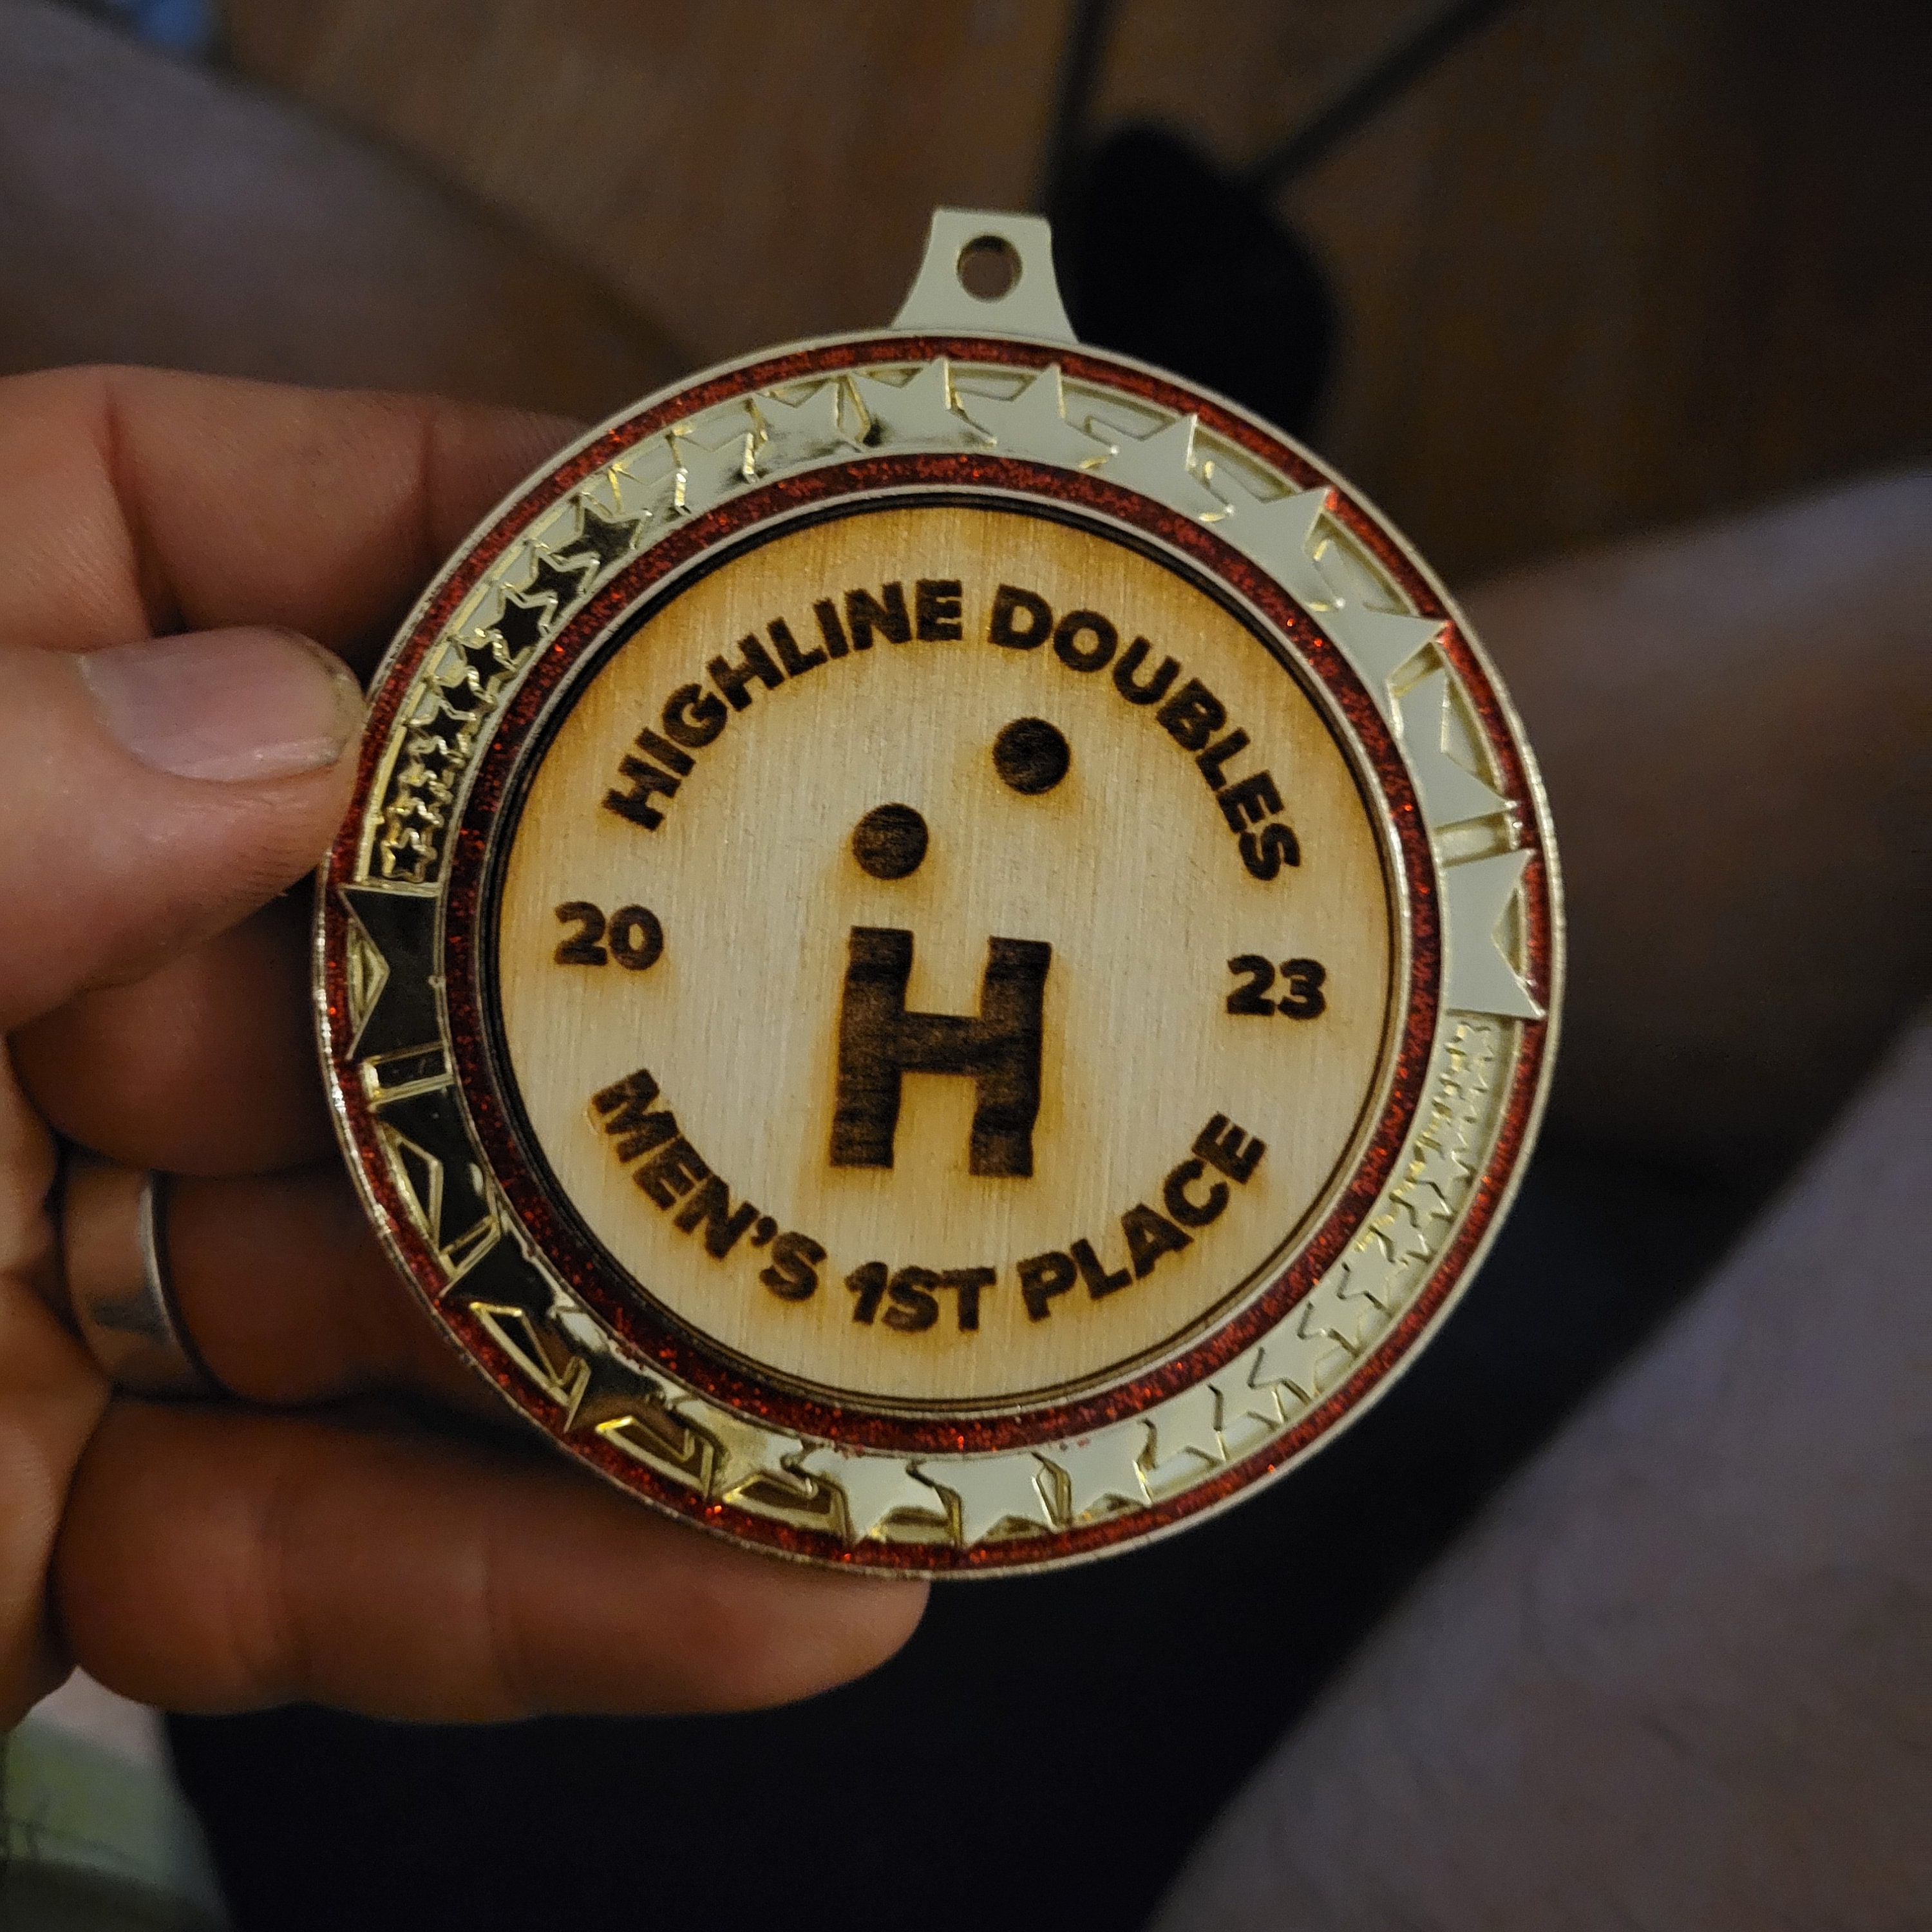 HIGHLINE DOUBLES
20 23
H
MEN'S 1ST PLACE